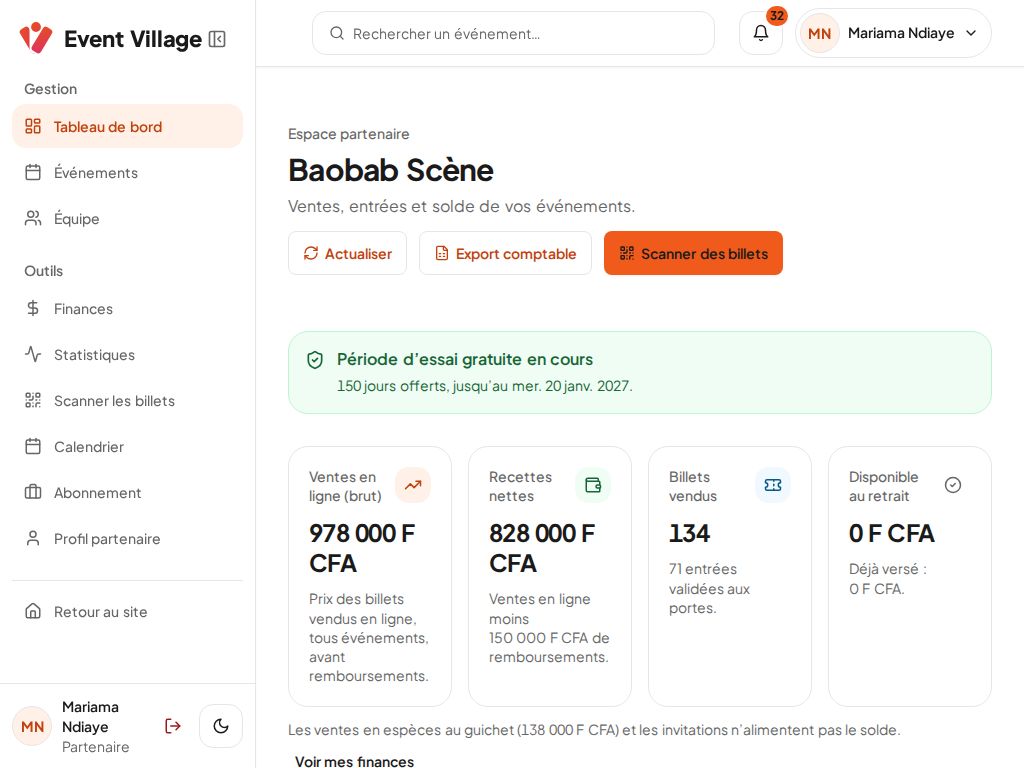 Event Village
Gestion
Tableau de bord
Événements
Équipe
Outils
Finances
Statistiques
Scanner les billets
Calendrier
Abonnement
Profil partenaire
Retour au site
MN
Mariama
Ndiaye
Partenaire
Rechercher un événement…
32
MN
Mariama Ndiaye
Espace partenaire
Baobab Scène
Ventes, entrées et solde de vos événements.
Actualiser
Export comptable
Scanner des billets
Période d’essai gratuite en cours
150 jours offerts, jusqu’au mer. 20 janv. 2027.
Ventes en
ligne (brut)
978 000 F
CFA
Prix des billets
vendus en ligne,
tous événements,
avant
remboursements.
Recettes
nettes
828 000 F
CFA
Ventes en ligne
moins
150 000 F CFA de
remboursements.
Billets
vendus
134
71 entrées
validées aux
portes.
Disponible
au retrait
0 F CFA
Déjà versé :
0 F CFA.
Les ventes en espèces au guichet (138 000 F CFA) et les invitations n’alimentent pas le solde.
Voir mes finances